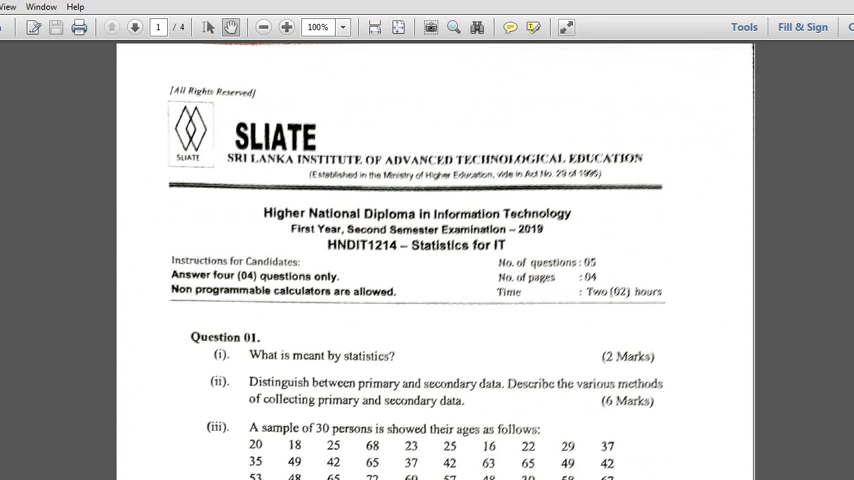 View Window Help
1 / 4 100% Tools Fill & Sign
[All Rights Reserved]
SLIATE
SLIATE
SRI LANKA INSTITUTE OF ADVANCED TECHNOLOGICAL EDUCATION
(Established in the Ministry of Higher Education, vide in Act No. 29 of 1995)
Higher National Diploma in Information Technology
First Year, Second Semester Examination – 2019
HNDIT1214 – Statistics for IT
Instructions for Candidates: No. of questions : 05
Answer four (04) questions only. No. of pages : 04
Non programmable calculators are allowed. Time : Two (02) hours
Question 01.
(i). What is meant by statistics? (2 Marks)
(ii). Distinguish between primary and secondary data. Describe the various methods
of collecting primary and secondary data. (6 Marks)
(iii). A sample of 30 persons is showed their ages as follows:
20 18 25 68 23 25 16 22 29 37
35 49 42 65 37 42 63 65 49 42
53 48 65 72